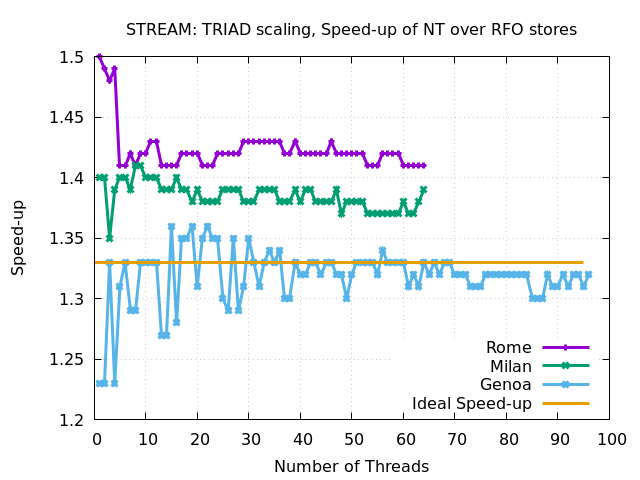 STREAM: TRIAD scaling, Speed-up of NT over RFO stores
1.5
1.45
1.4
1.35
1.3
1.25
1.2
Speed-up
Rome
Milan
Genoa
Ideal Speed-up
0 10 20 30 40 50 60 70 80 90 100
Number of Threads